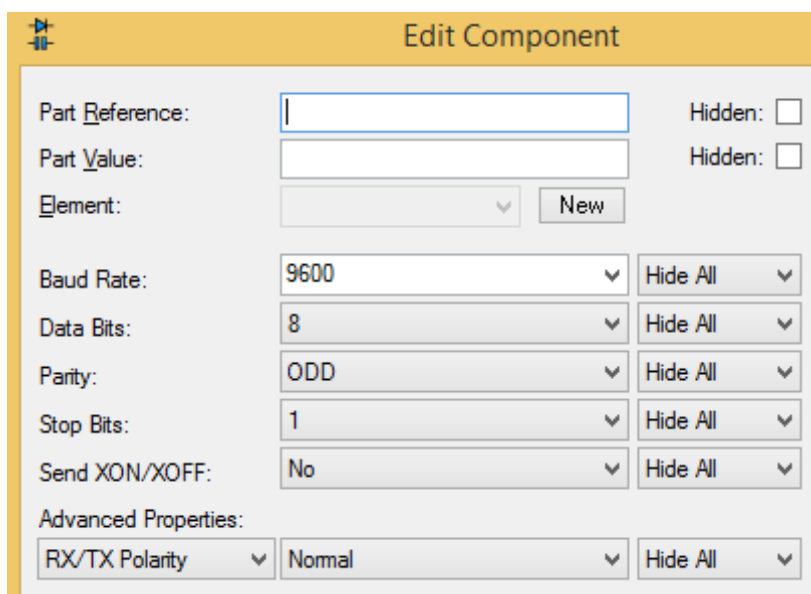 Edit Component
Part Reference: Hidden:
Part Value: Hidden:
Element: New
Baud Rate: 9600 Hide All
Data Bits: 8 Hide All
Parity: ODD Hide All
Stop Bits: 1 Hide All
Send XON/XOFF: No Hide All
Advanced Properties:
RX/TX Polarity Normal Hide All